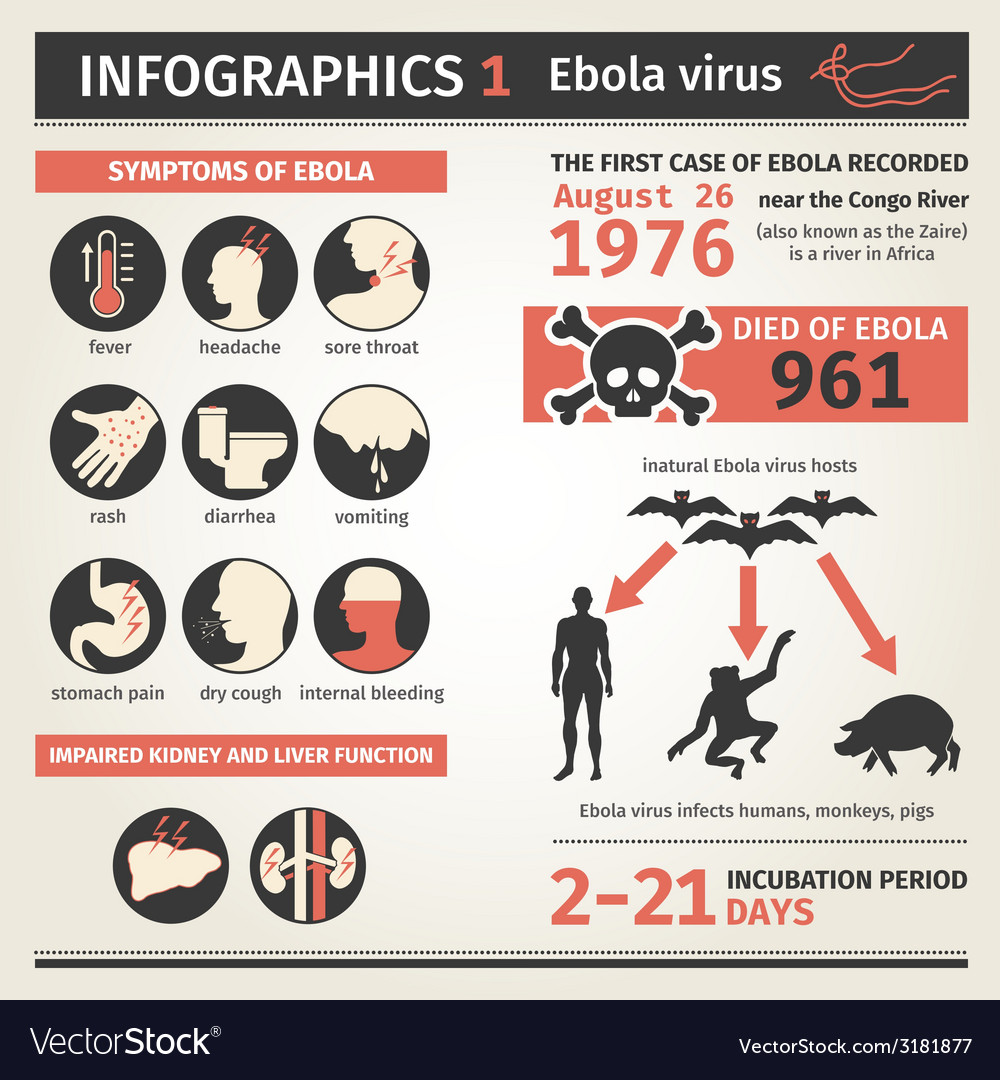 INFOGRAPHICS 1 Ebola virus
SYMPTOMS OF EBOLA
fever
headache
sore throat
rash
diarrhea
vomiting
stomach pain
dry cough
internal bleeding
IMPAIRED KIDNEY AND LIVER FUNCTION
THE FIRST CASE OF EBOLA RECORDED
August 26
1976
near the Congo River
(also known as the Zaire)
is a river in Africa
DIED OF EBOLA
961
inatural Ebola virus hosts
Ebola virus infects humans, monkeys, pigs
2-21
INCUBATION PERIOD
DAYS
VectorStock®
VectorStock.com/3181877